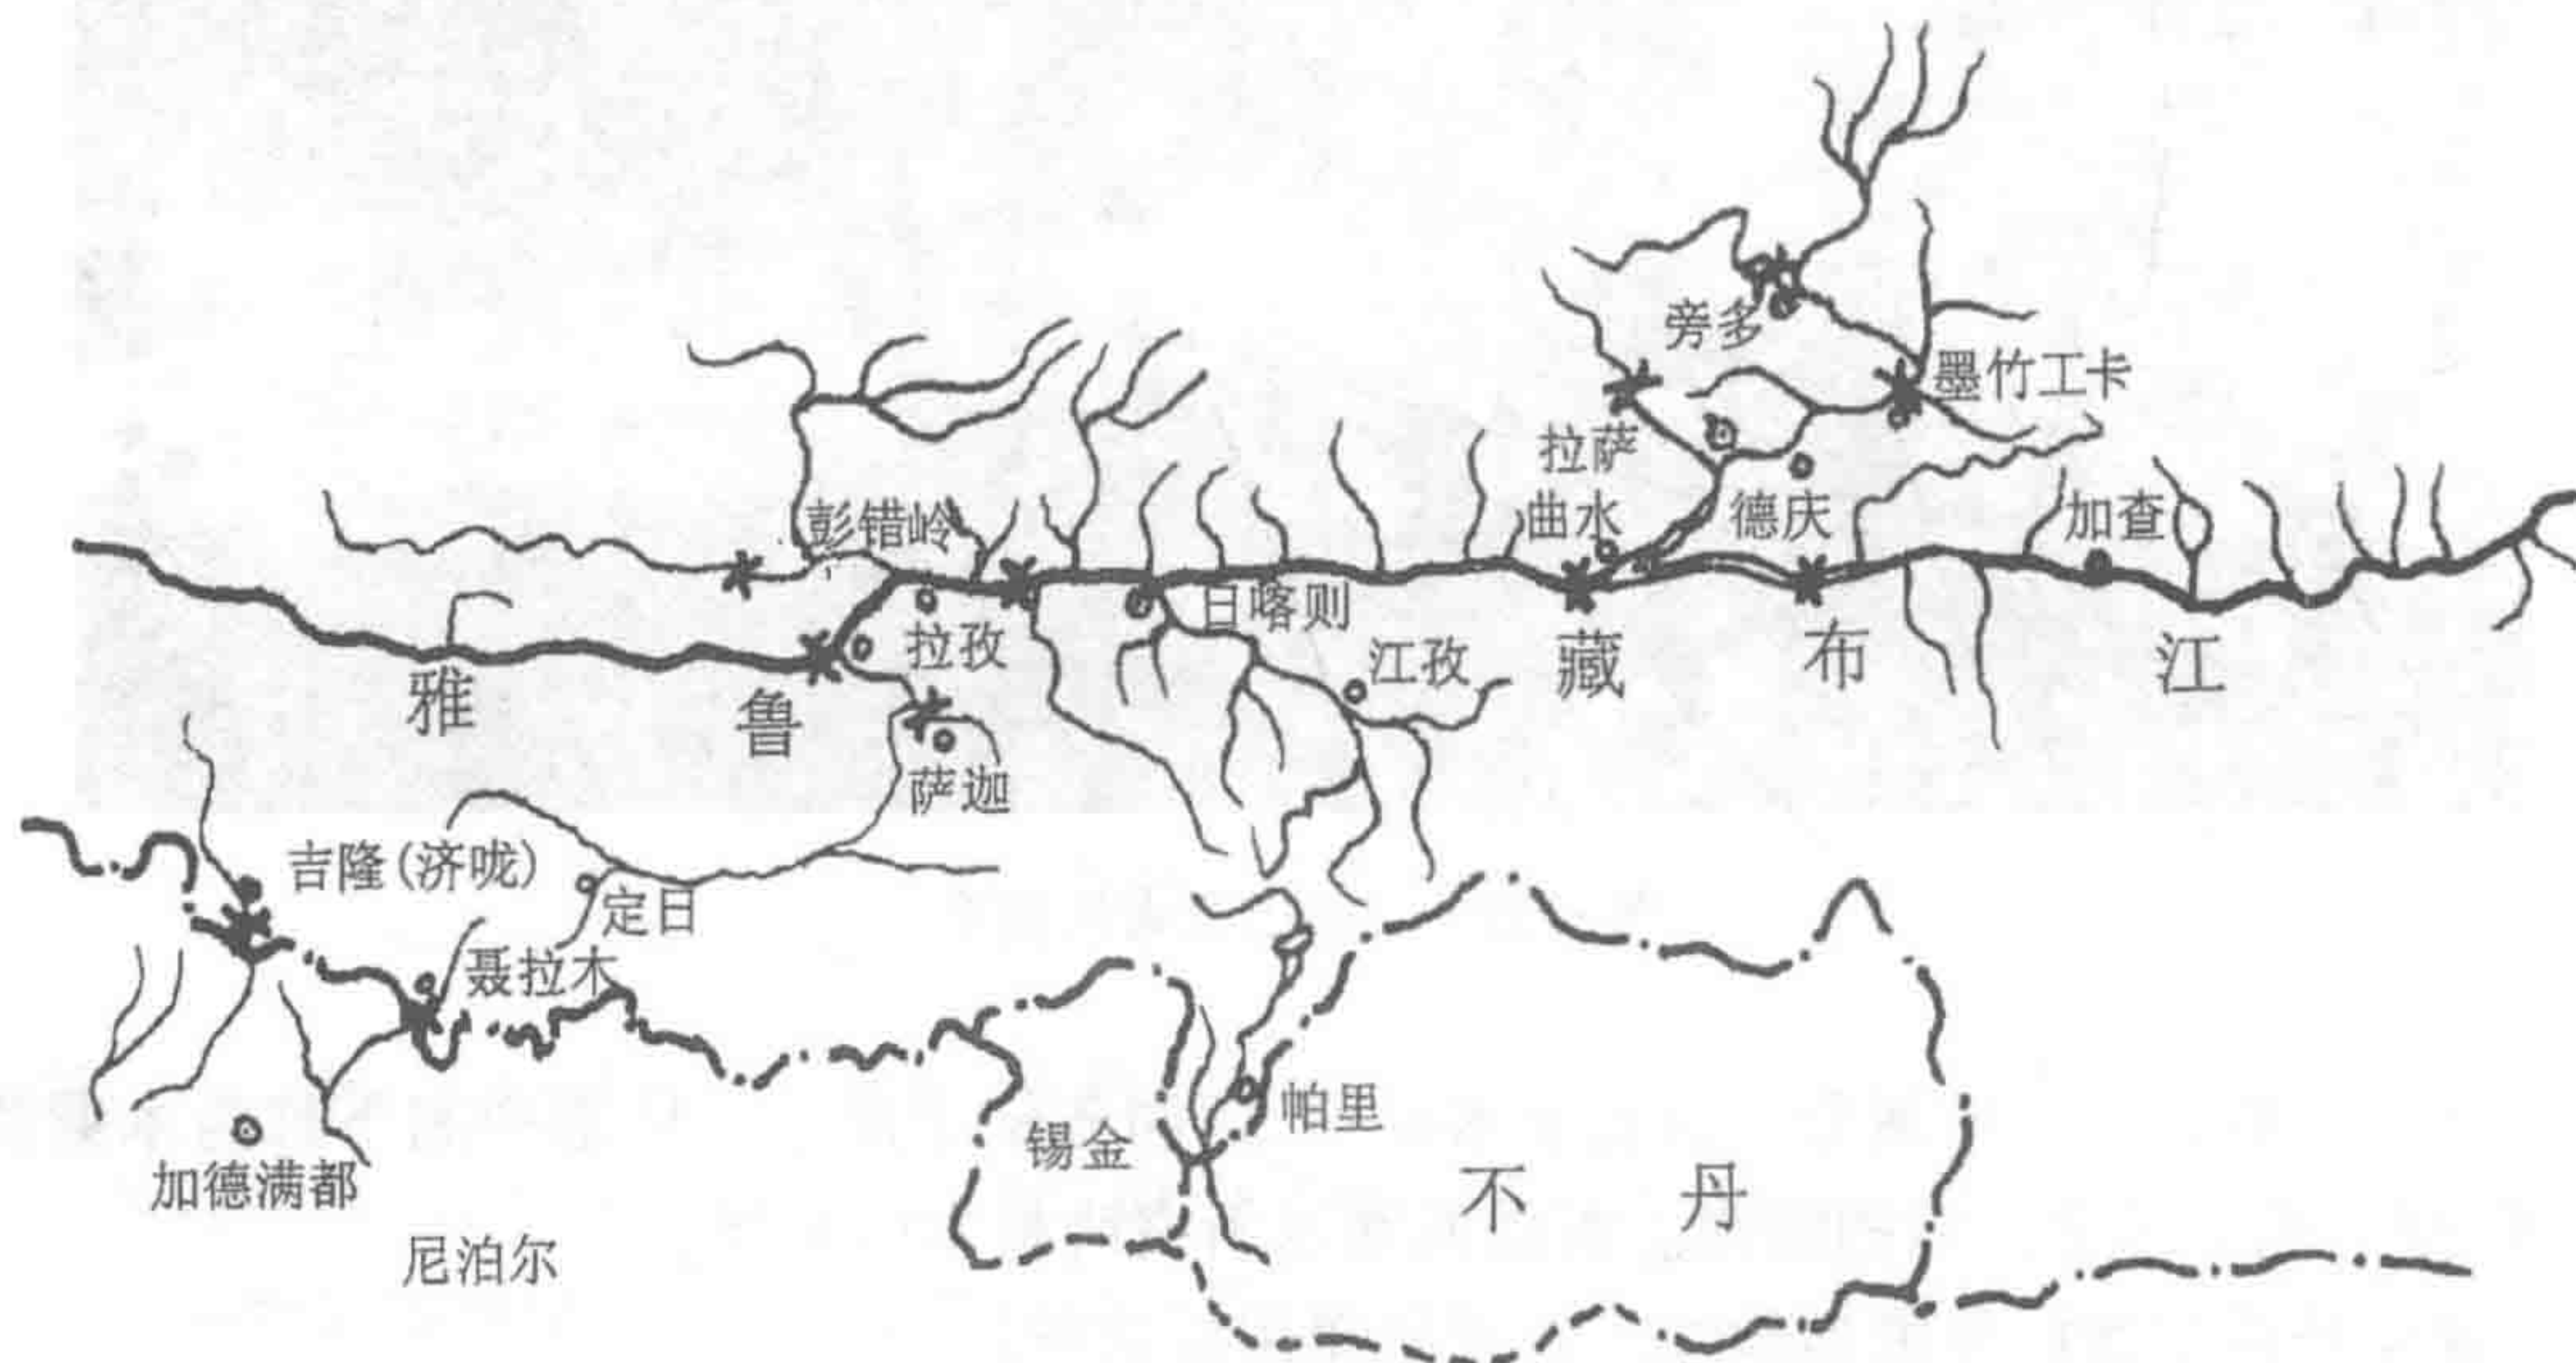 旁多
墨竹工卡
拉萨
曲水
德庆
加查
彭错岭
日喀则
拉孜
江孜
雅鲁藏布江
萨迦
吉隆(济咙)
定日
聂拉木
帕里
锡金
加德满都
不丹
尼泊尔